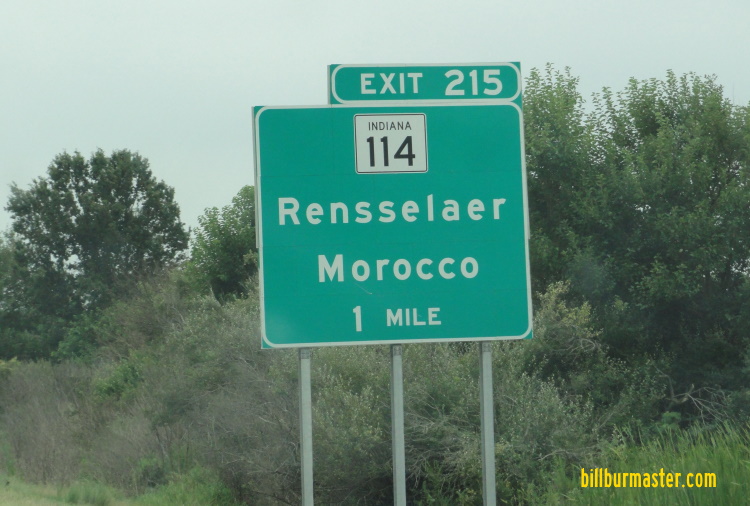 EXIT 215
INDIANA
114
Rensselaer
Morocco
1 MILE
billburmaster.com